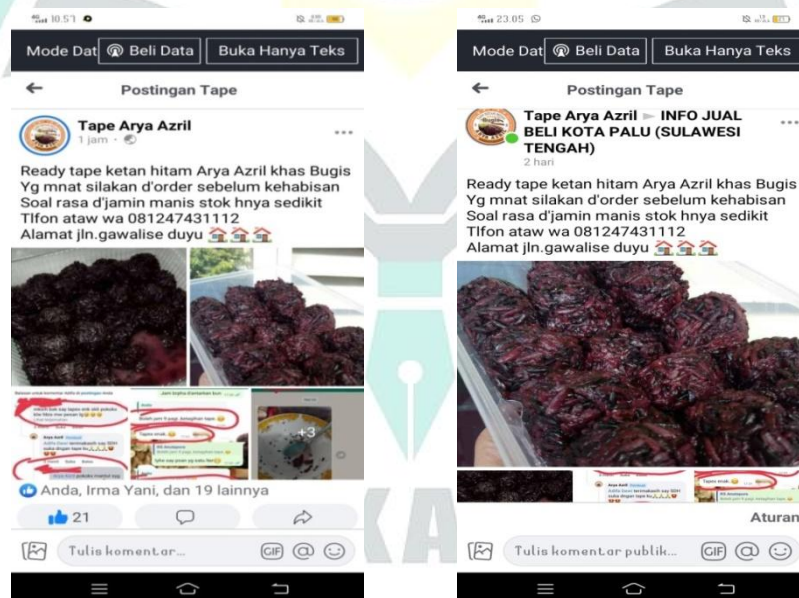 10.57
Mode Dat Beli Data Buka Hanya Teks
Postingan Tape
Tape Arya Azril
1 jam
Ready tape ketan hitam Arya Azril khas Bugis
Yg mnat silakan d'order sebelum kehabisan
Soal rasa d'jamin manis stok hnya sedikit
Tlfon ataw wa 081247431112
Alamat jln.gawalise duyu
+3
Anda, Irma Yani, dan 19 lainnya
21
Tulis komentar...
GIF
23.05
Mode Dat Beli Data Buka Hanya Teks
Postingan Tape
Tape Arya Azril ► INFO JUAL
BELI KOTA PALU (SULAWESI
TENGAH)
2 hari
Ready tape ketan hitam Arya Azril khas Bugis
Yg mnat silakan d'order sebelum kehabisan
Soal rasa d'jamin manis stok hnya sedikit
Tlfon ataw wa 081247431112
Alamat jln.gawalise duyu
Aturan
Tulis komentar publik...
GIF